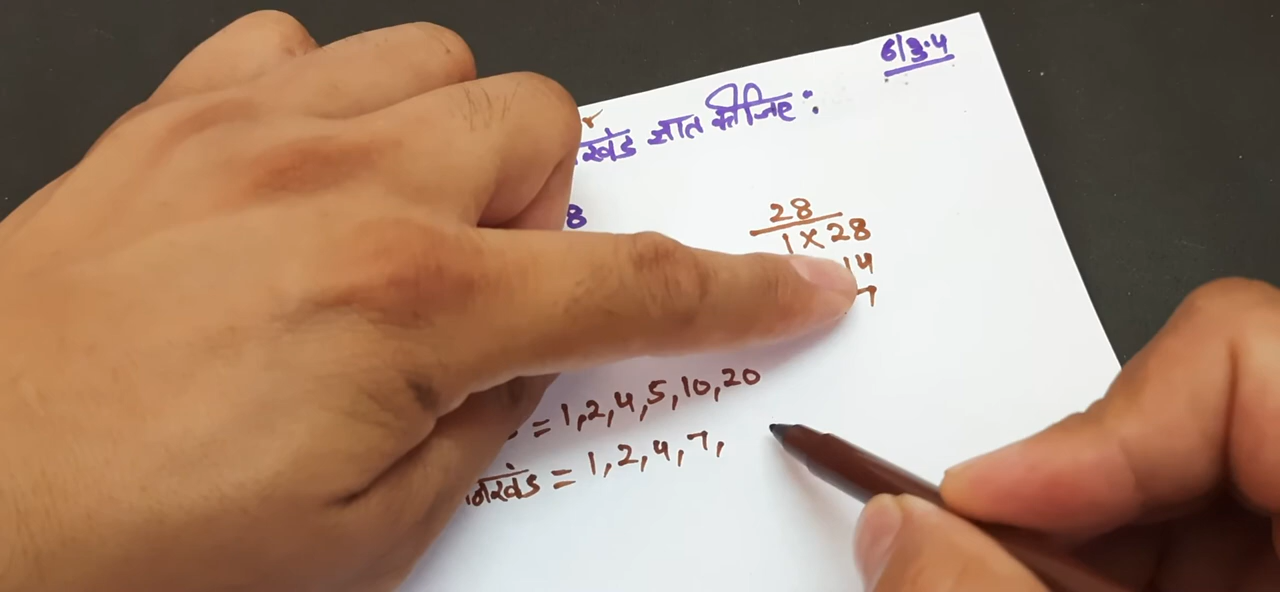 6/3.4
ज्ञात कीजिए :
8
28
1 × 28
14
7
= 1, 2, 4, 5, 10, 20
= 1, 2, 4, 7,